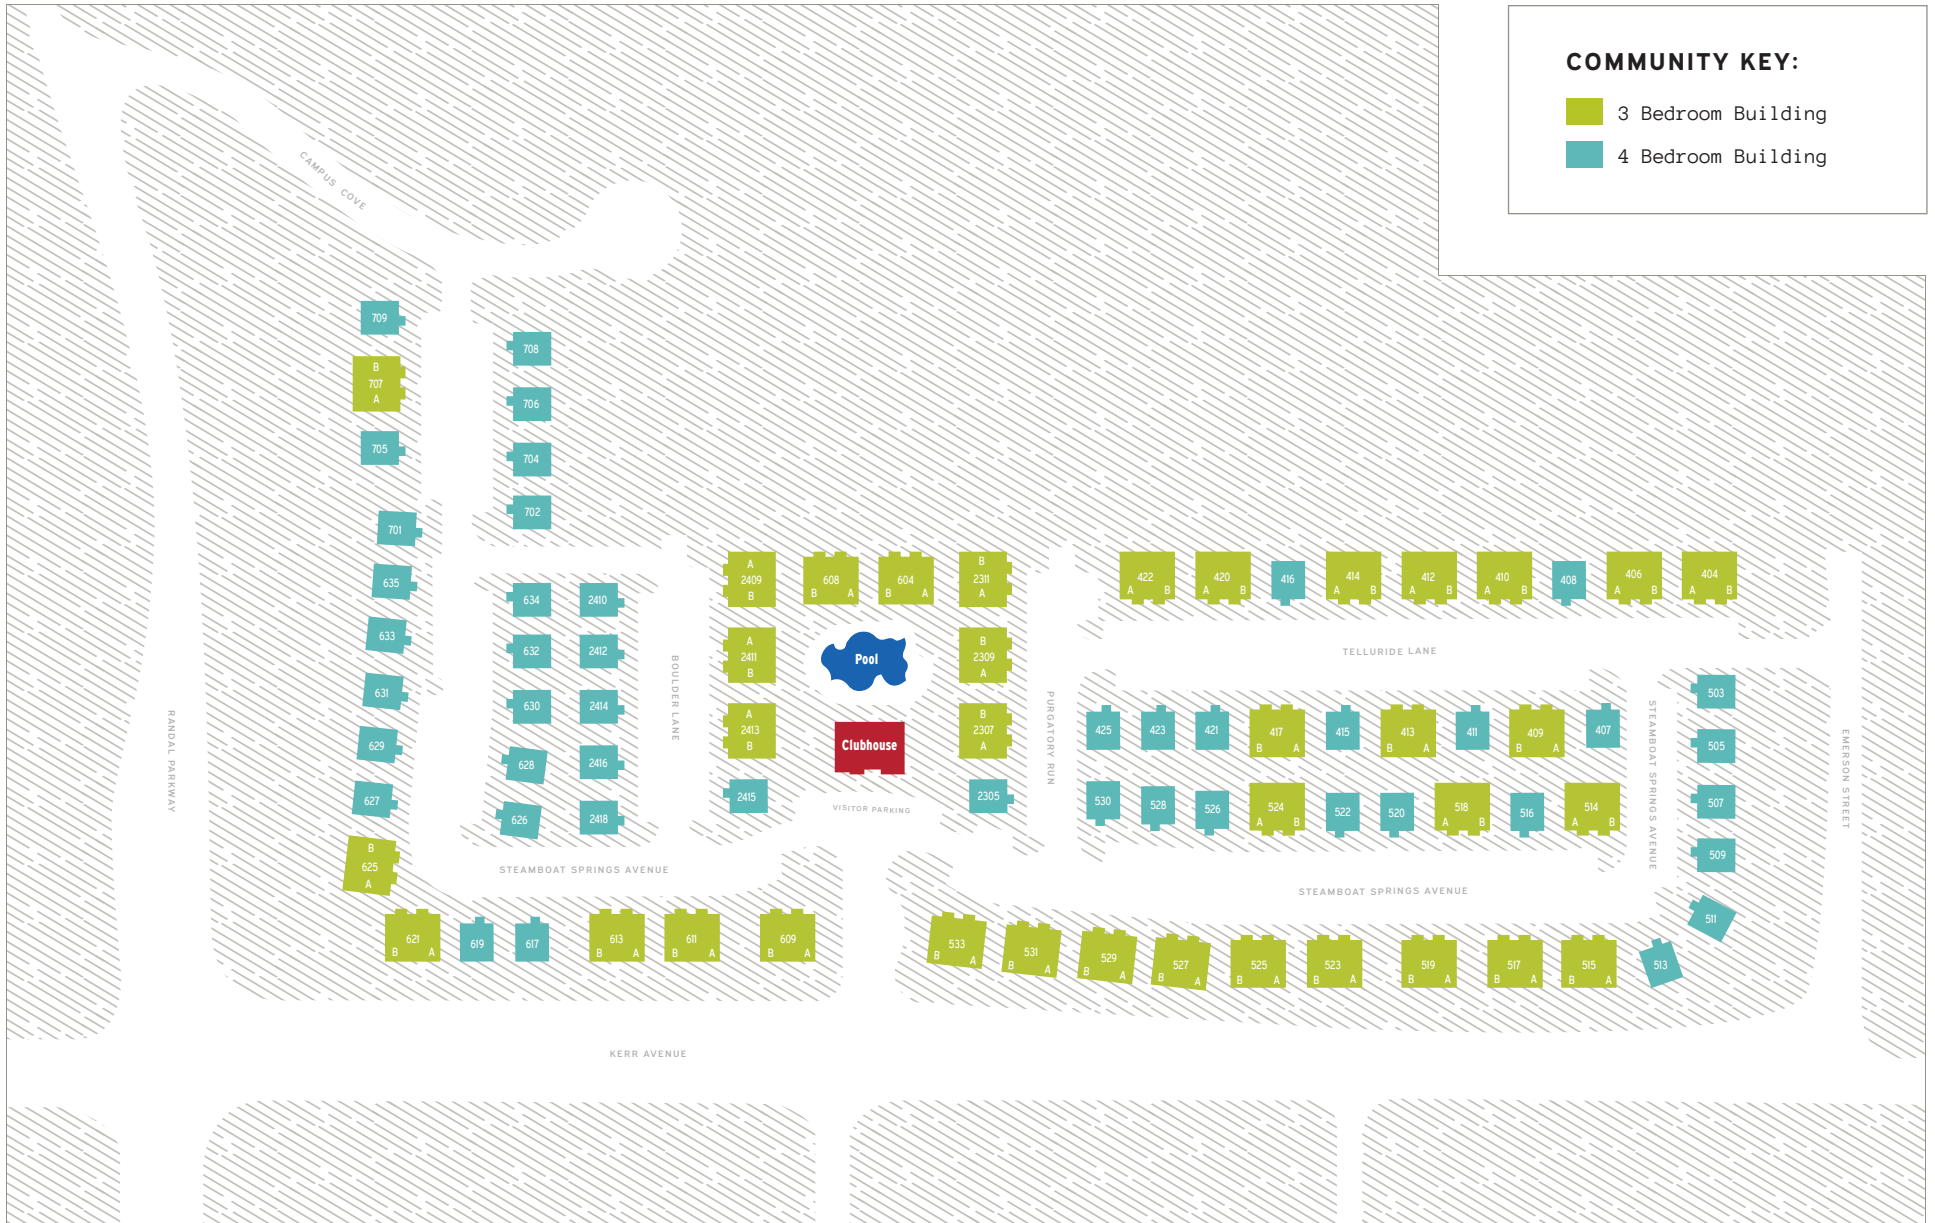 COMMUNITY KEY:
3 Bedroom Building
4 Bedroom Building
CAMPUS COVE
709
B
707
A
705
708
706
704
702
701
635
633
631
629
627
B
625
A
634
632
630
628
626
2410
2412
2414
2416
2418
RANDAL PARKWAY
BOULDER LANE
A
2409
B
A
2411
B
A
2413
B
2415
608
B A
604
B A
Pool
Clubhouse
VISITOR PARKING
B
2311
A
B
2309
A
B
2307
A
2305
PURGATORY RUN
422
A B
420
A B
416
414
A B
412
A B
410
A B
408
406
A B
404
A B
TELLURIDE LANE
425
423
421
417
B A
415
413
B A
411
409
B A
407
530
528
526
524
A B
522
520
518
A B
516
514
A B
STEAMBOAT SPRINGS AVENUE
503
505
507
509
511
513
EMERSON STREET
STEAMBOAT SPRINGS AVENUE
STEAMBOAT SPRINGS AVENUE
621
B A
619
617
613
B A
611
B A
609
B A
533
B A
531
B A
529
B A
527
B A
525
B A
523
B A
519
B A
517
B A
515
B A
KERR AVENUE